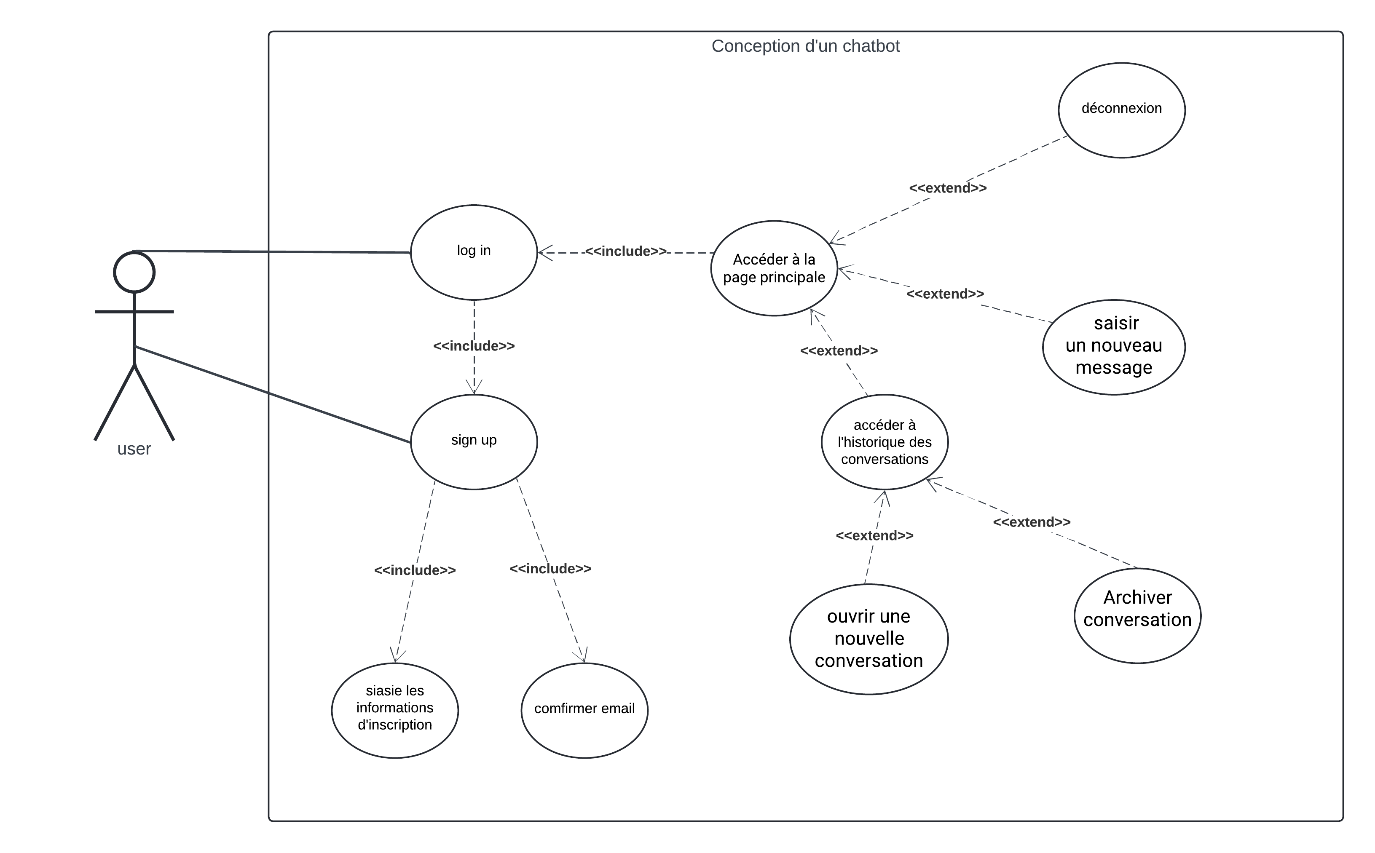 Conception d'un chatbot
déconnexion
<<extend>>
log in
<<include>>
Accéder à la
page principale
<<extend>>
saisir
un nouveau
message
<<include>>
<<extend>>
user
sign up
accéder à
l'historique des
conversations
<<extend>>
<<extend>>
<<include>>
<<include>>
ouvrir une
nouvelle
conversation
Archiver
conversation
siasie les
informations
d'inscription
comfirmer email